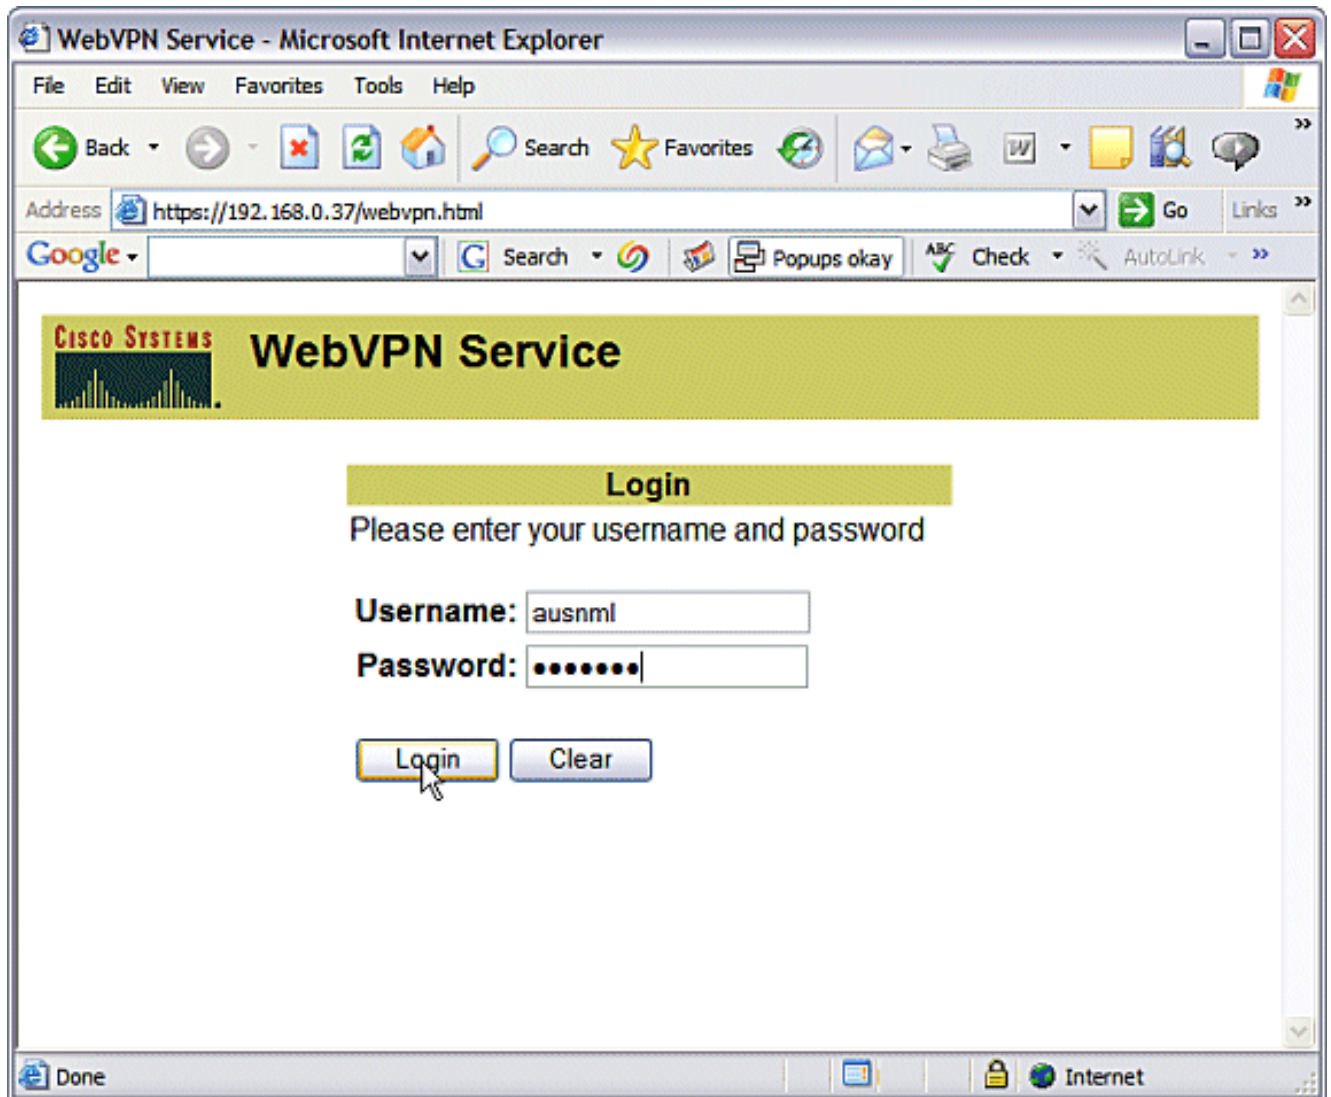 WebVPN Service - Microsoft Internet Explorer
File Edit View Favorites Tools Help
Back Search Favorites W »
Address https://192.168.0.37/webvpn.html Go Links »
Google G Search Popups okay ABC Check AutoLink »
CISCO SYSTEMS WebVPN Service
Login
Please enter your username and password
Username: ausnml
Password: •••••••
Login Clear
Done Internet